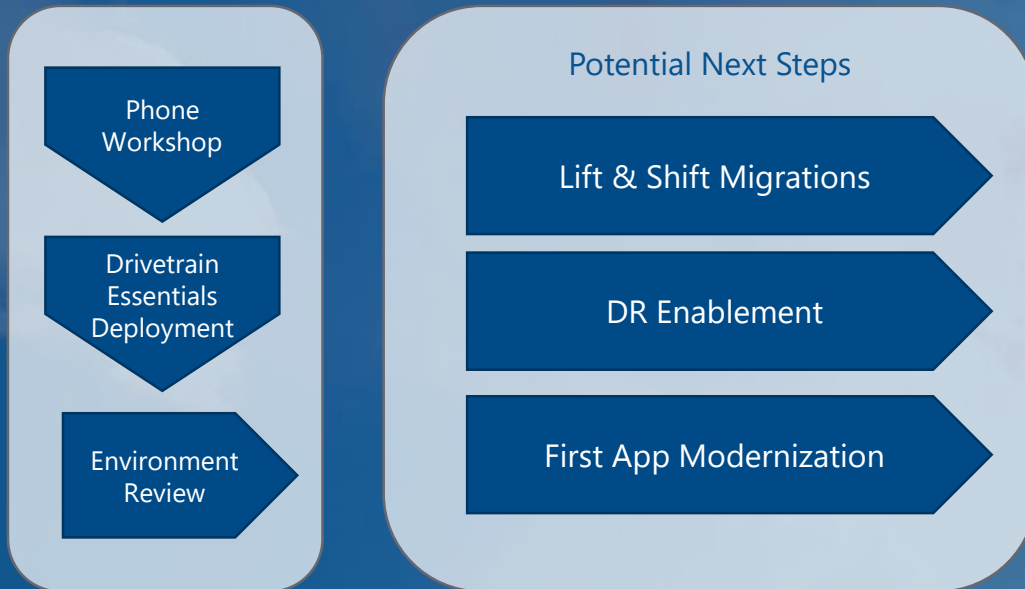 Phone
Workshop
Drivetrain
Essentials
Deployment
Environment
Review
Potential Next Steps
Lift & Shift Migrations
DR Enablement
First App Modernization